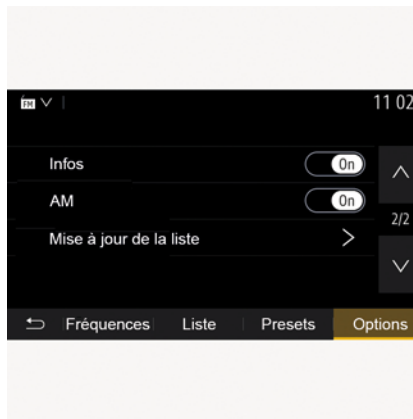 FM 11 02
Infos On
AM On
2/2
Mise à jour de la liste
Fréquences Liste Presets Options